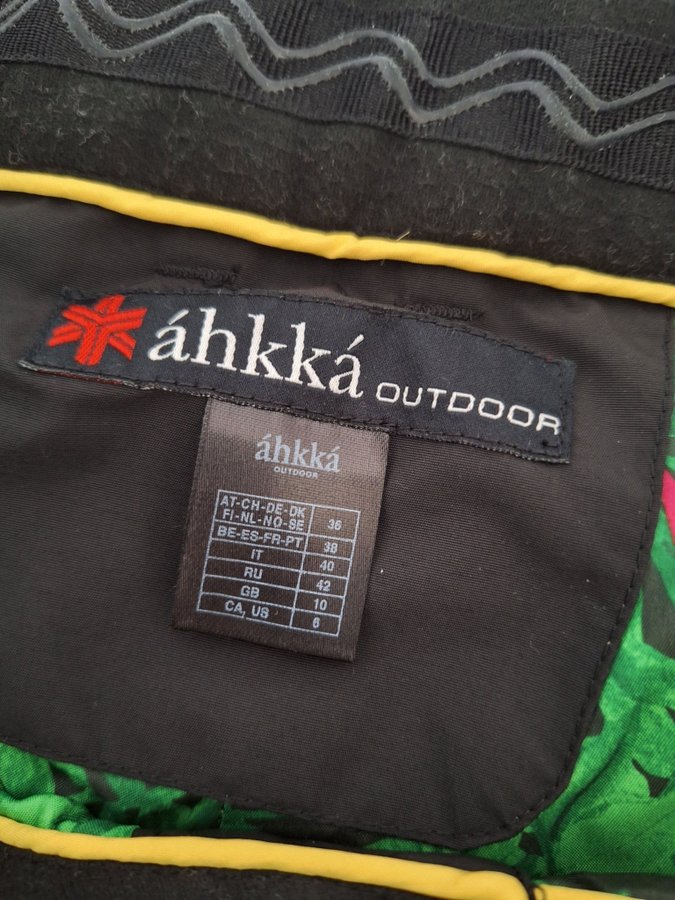 áhkká OUTDOOR
áhkká
OUTDOOR
AT-CH-DE-DK
FI-NL-NO-SE 36
BE-ES-FR-PT 38
IT 40
RU 42
GB 10
CA, US 6